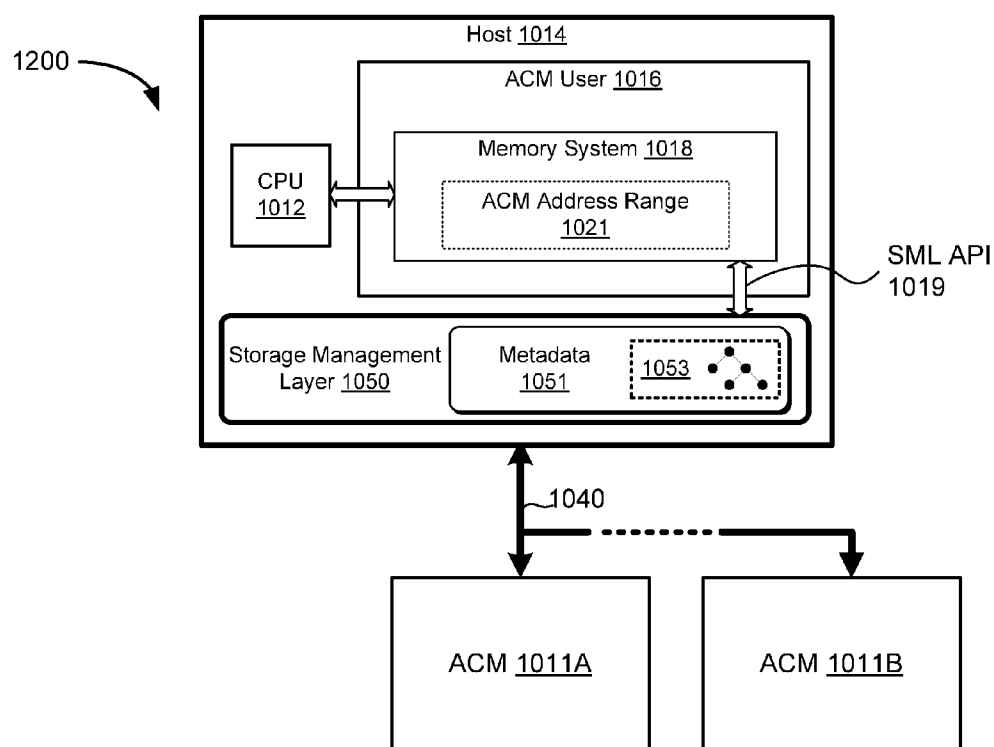 Host 1014
1200
ACM User 1016
Memory System 1018
CPU
1012
ACM Address Range
1021
SML API
1019
Storage Management
Layer 1050
Metadata
1051
1053
1040
ACM 1011A
ACM 1011B